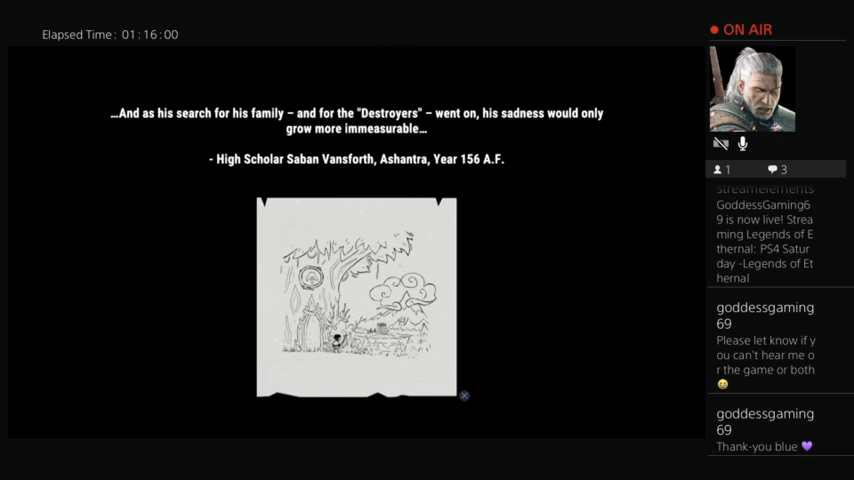 Elapsed Time: 01:16:00
ON AIR
…And as his search for his family – and for the "Destroyers" – went on, his sadness would only
grow more immeasurable…
- High Scholar Saban Vansforth, Ashantra, Year 156 A.F.
1
3
streamelements
GoddessGaming6
9 is now live! Strea
ming Legends of E
thernal: PS4 Satur
day -Legends of Et
hernal
goddessgaming
69
Please let know if y
ou can't hear me o
r the game or both
😄
goddessgaming
69
Thank-you blue 💜